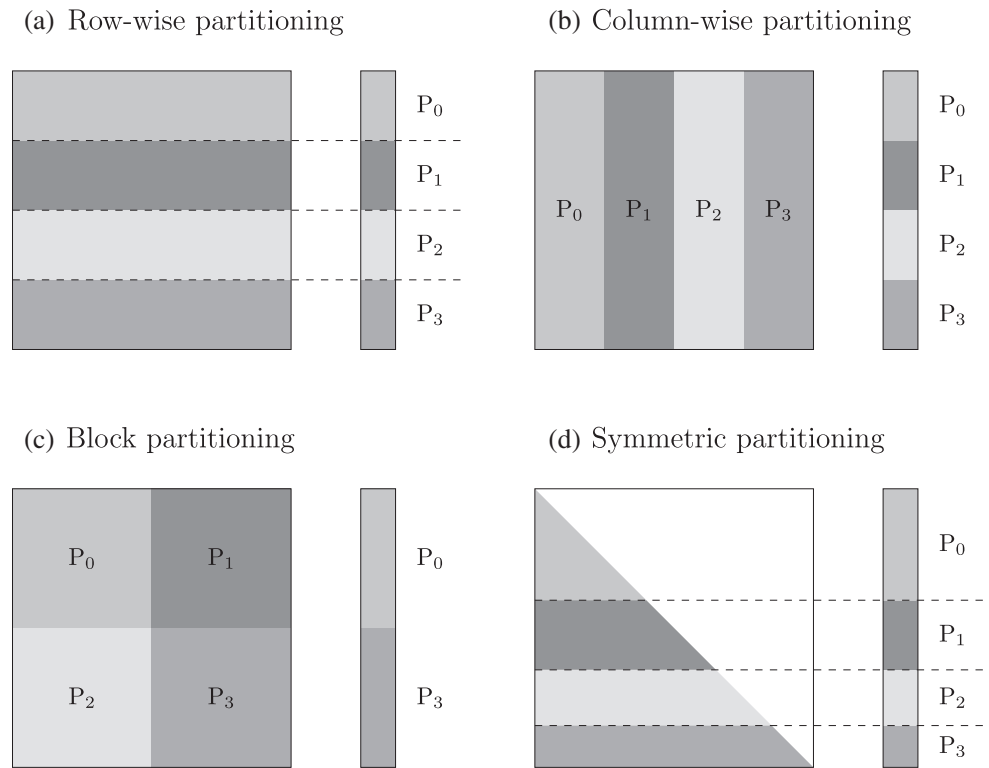 (a) Row-wise partitioning
P₀
P₁
P₂
P₃
(b) Column-wise partitioning
P₀ P₁ P₂ P₃
P₀
P₁
P₂
P₃
(c) Block partitioning
P₀ P₁
P₂ P₃
P₀
P₃
(d) Symmetric partitioning
P₀
P₁
P₂
P₃